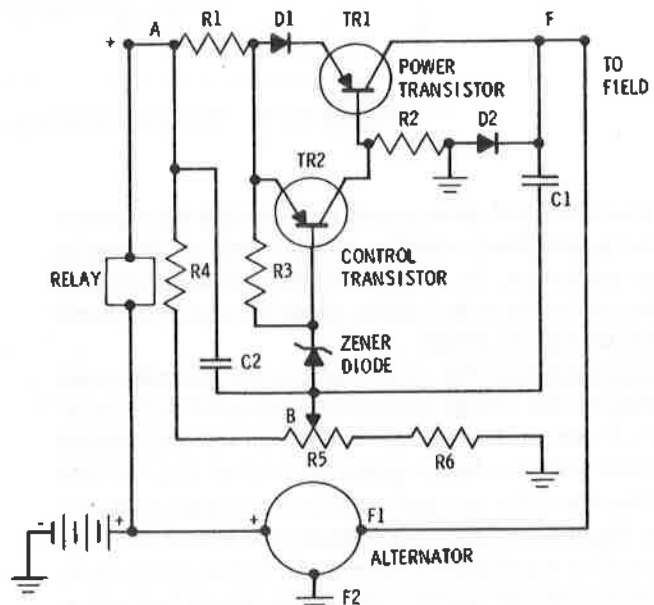 A R1 D1 TR1 F
+
POWER
TRANSISTOR
TO
FIELD
R2 D2
TR2
C1
CONTROL
TRANSISTOR
RELAY
R4
R3
ZENER
DIODE
C2
B
R5 R6
- + + F1
ALTERNATOR
F2